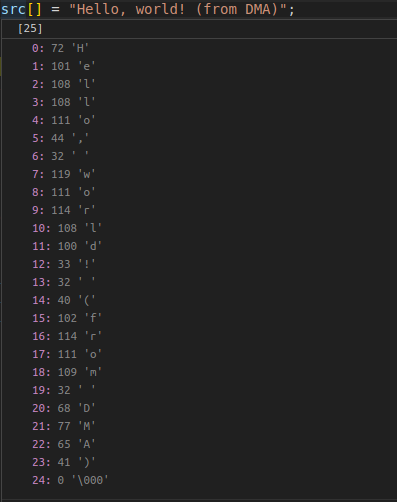 src[] = "Hello, world! (from DMA)";
[25]
0: 72 'H'
1: 101 'e'
2: 108 'l'
3: 108 'l'
4: 111 'o'
5: 44 ','
6: 32 ' '
7: 119 'w'
8: 111 'o'
9: 114 'r'
10: 108 'l'
11: 100 'd'
12: 33 '!'
13: 32 ' '
14: 40 '('
15: 102 'f'
16: 114 'r'
17: 111 'o'
18: 109 'm'
19: 32 ' '
20: 68 'D'
21: 77 'M'
22: 65 'A'
23: 41 ')'
24: 0 '\000'